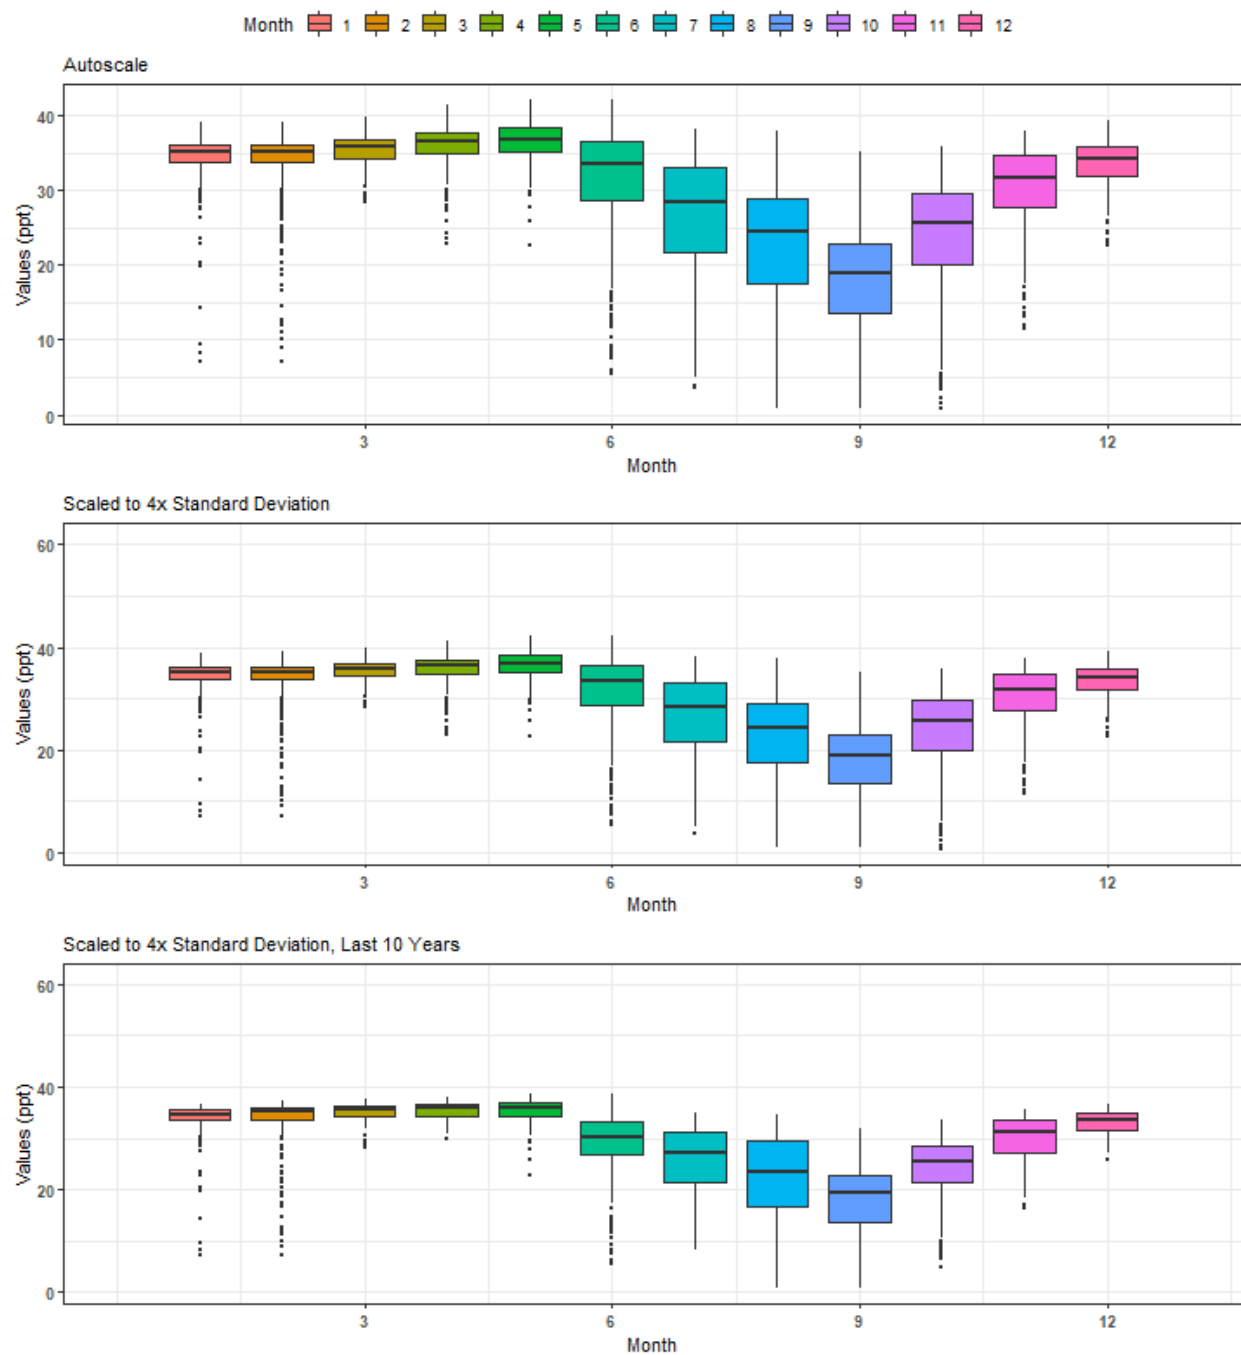 Month 1 2 3 4 5 6 7 8 9 10 11 12
Autoscale
Values (ppt)
40
30
20
10
0
3 6 9 12
Month
Scaled to 4x Standard Deviation
Values (ppt)
60
40
20
0
3 6 9 12
Month
Scaled to 4x Standard Deviation, Last 10 Years
Values (ppt)
60
40
20
0
3 6 9 12
Month